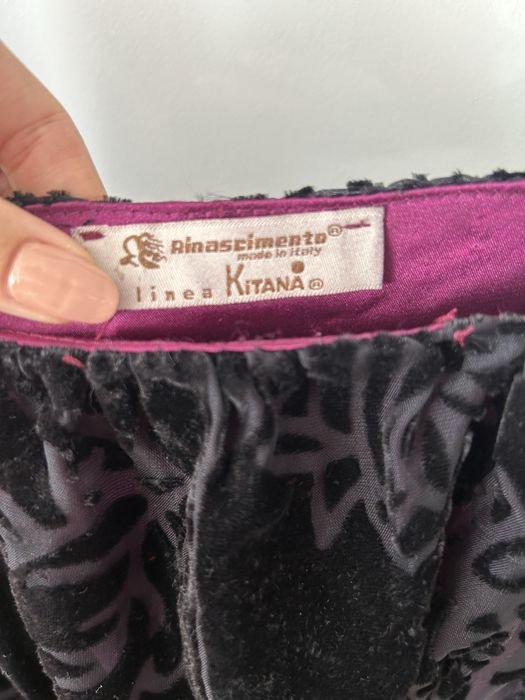 Rinascimento®
made in italy
linea KITANA®